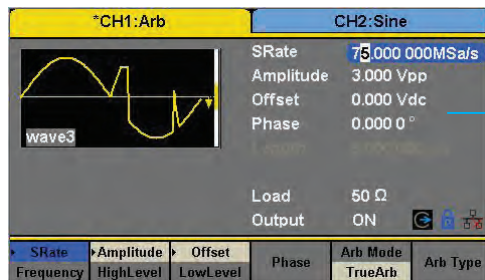 *CH1:Arb
CH2:Sine
SRate 75.000 000MSa/s
Amplitude 3.000 Vpp
Offset 0.000 Vdc
Phase 0.000 0 °
wave3
Load 50 Ω
Output ON
SRate Amplitude Offset Phase Arb Mode Arb Type
Frequency HighLevel LowLevel TrueArb